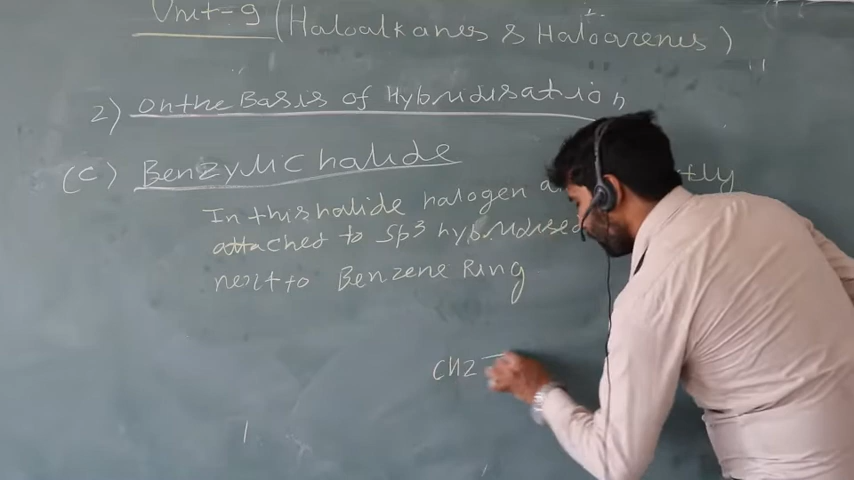 Unit-9 (Haloalkanes & Haloarenes)
2) On the Basis of Hybridisation
(c) Benzylic halide
In this halide halogen
attached to Sp3 hybridised
next to Benzene Ring
CH2 —